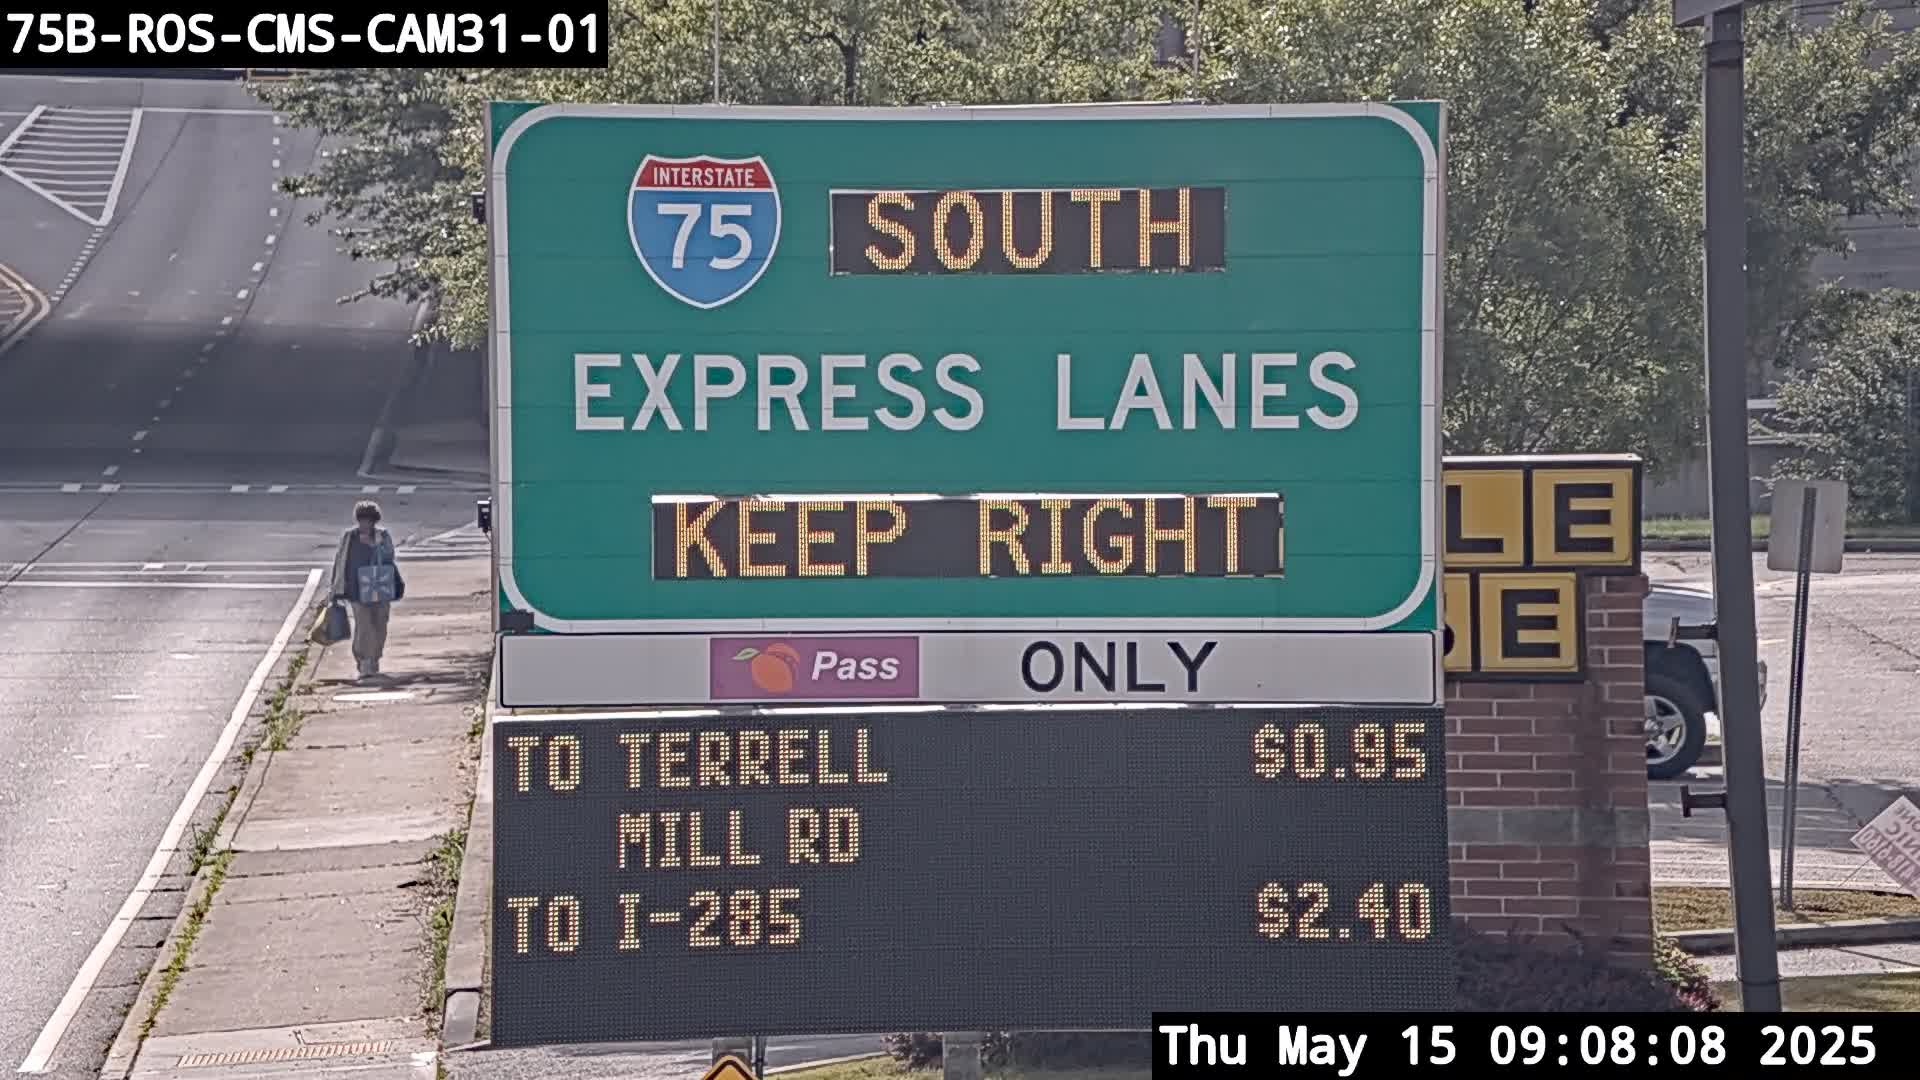 75B-ROS-CMS-CAM31-01
INTERSTATE
75
SOUTH
EXPRESS LANES
KEEP RIGHT
Pass
ONLY
TO TERRELL $0.95
MILL RD
TO I-285 $2.40
LE
E
Thu May 15 09:08:08 2025